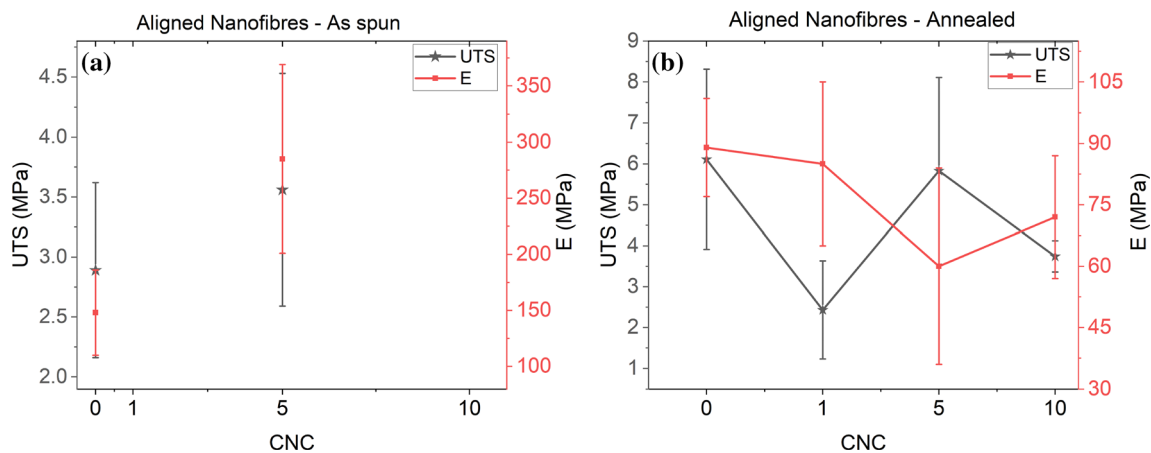 Aligned Nanofibres - As spun
(a)
UTS
E
4.5
4.0
3.5
3.0
2.5
2.0
UTS (MPa)
350
300
250
200
150
100
E (MPa)
0 1 5 10
CNC
Aligned Nanofibres - Annealed
(b)
UTS
E
9
8
7
6
5
4
3
2
1
UTS (MPa)
105
90
75
60
45
30
E (MPa)
0 1 5 10
CNC